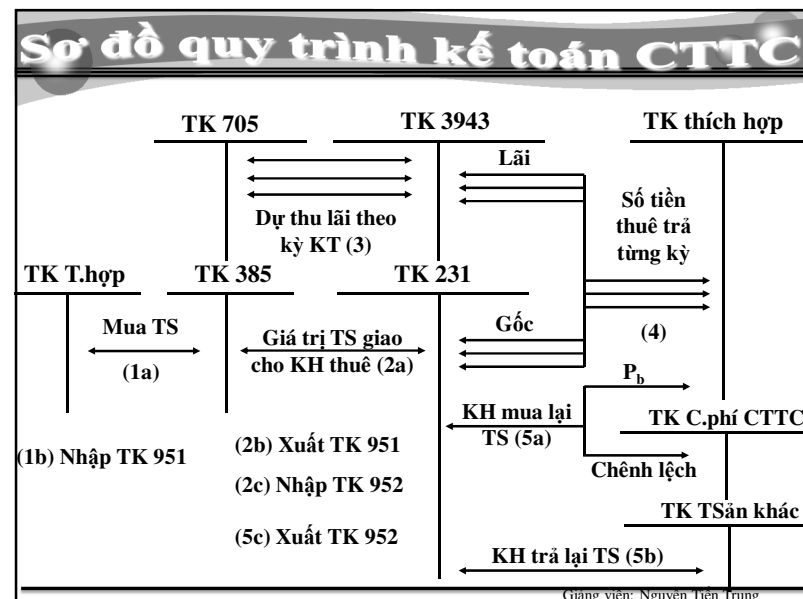 Sơ đồ quy trình kế toán CTTC
TK 705
TK 3943
TK thích hợp
Lãi
Số tiền
thuê trả
từng kỳ
Dự thu lãi theo
kỳ KT (3)
TK T.hợp
TK 385
TK 231
Mua TS
(1a)
Giá trị TS giao
cho KH thuê (2a)
Gốc
(4)
Pb
KH mua lại
TS (5a)
TK C.phí CTTC
Chênh lệch
(1b) Nhập TK 951
(2b) Xuất TK 951
(2c) Nhập TK 952
(5c) Xuất TK 952
TK TSản khác
KH trả lại TS (5b)
Giảng viên: Nguyễn Tiến Trung